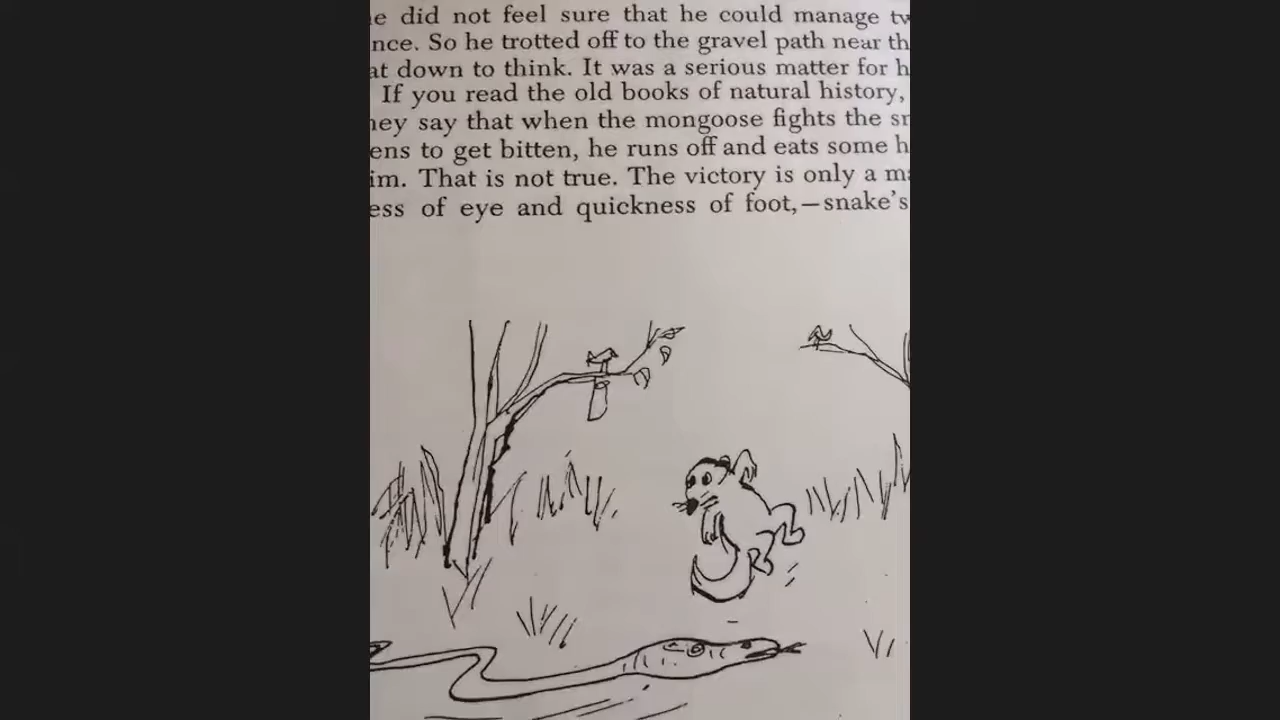 e did not feel sure that he could manage tw
nce. So he trotted off to the gravel path near th
at down to think. It was a serious matter for h
If you read the old books of natural history,
hey say that when the mongoose fights the sn
ens to get bitten, he runs off and eats some h
im. That is not true. The victory is only a ma
ess of eye and quickness of foot,—snake's